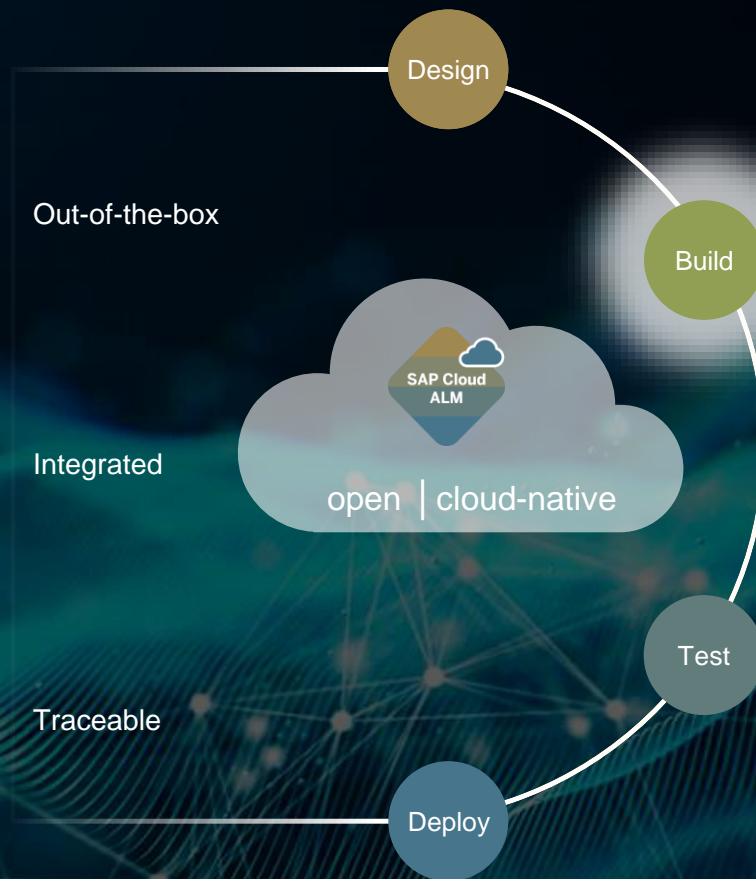 Design
Out-of-the-box
Build
SAP Cloud
ALM
Integrated
open | cloud-native
Test
Traceable
Deploy